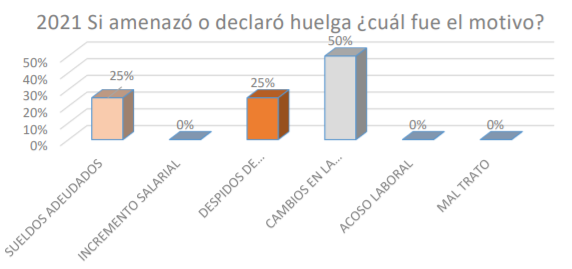 2021 Si amenazó o declaró huelga ¿cuál fue el motivo?
50%
50%
40%
30%
20%
10%
0%
25%
0%
25%
0%
0%
SUELDOS ADEUDADOS
INCREMENTO SALARIAL
DESPIDOS DE...
CAMBIOS EN LA...
ACOSO LABORAL
MAL TRATO